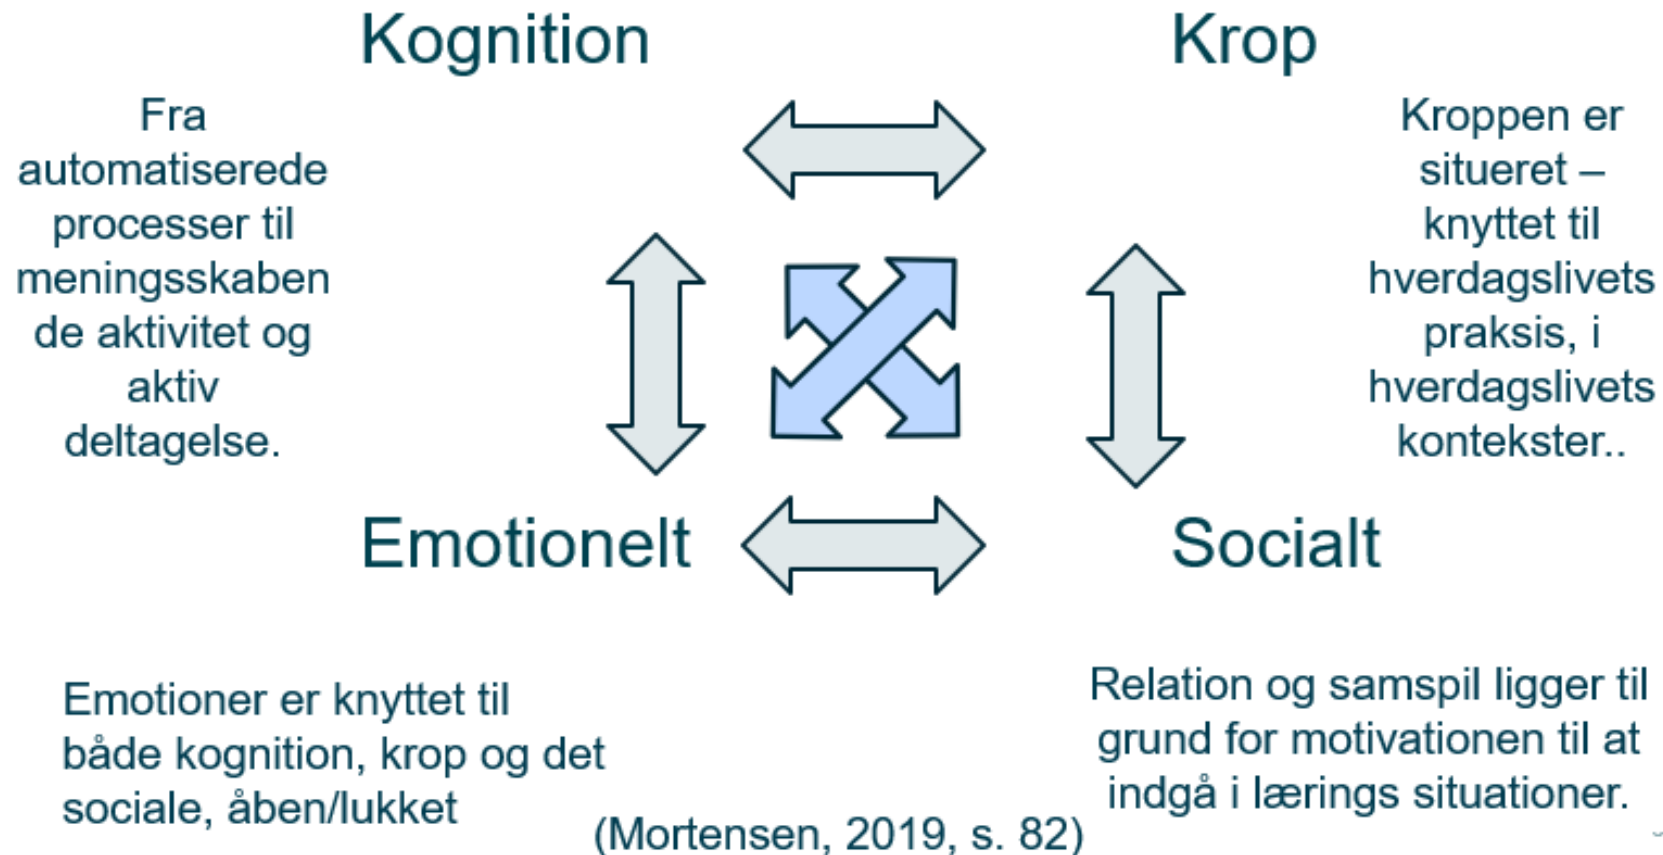 Kognition
Krop
Fra
automatiserede
processer til
meningsskaben
de aktivitet og
aktiv
deltagelse.
Kroppen er
situeret –
knyttet til
hverdagslivets
praksis, i
hverdagslivets
kontekster..
Emotionelt
Socialt
Emotioner er knyttet til
både kognition, krop og det
sociale, åben/lukket
Relation og samspil ligger til
grund for motivationen til at
indgå i lærings situationer.
(Mortensen, 2019, s. 82)